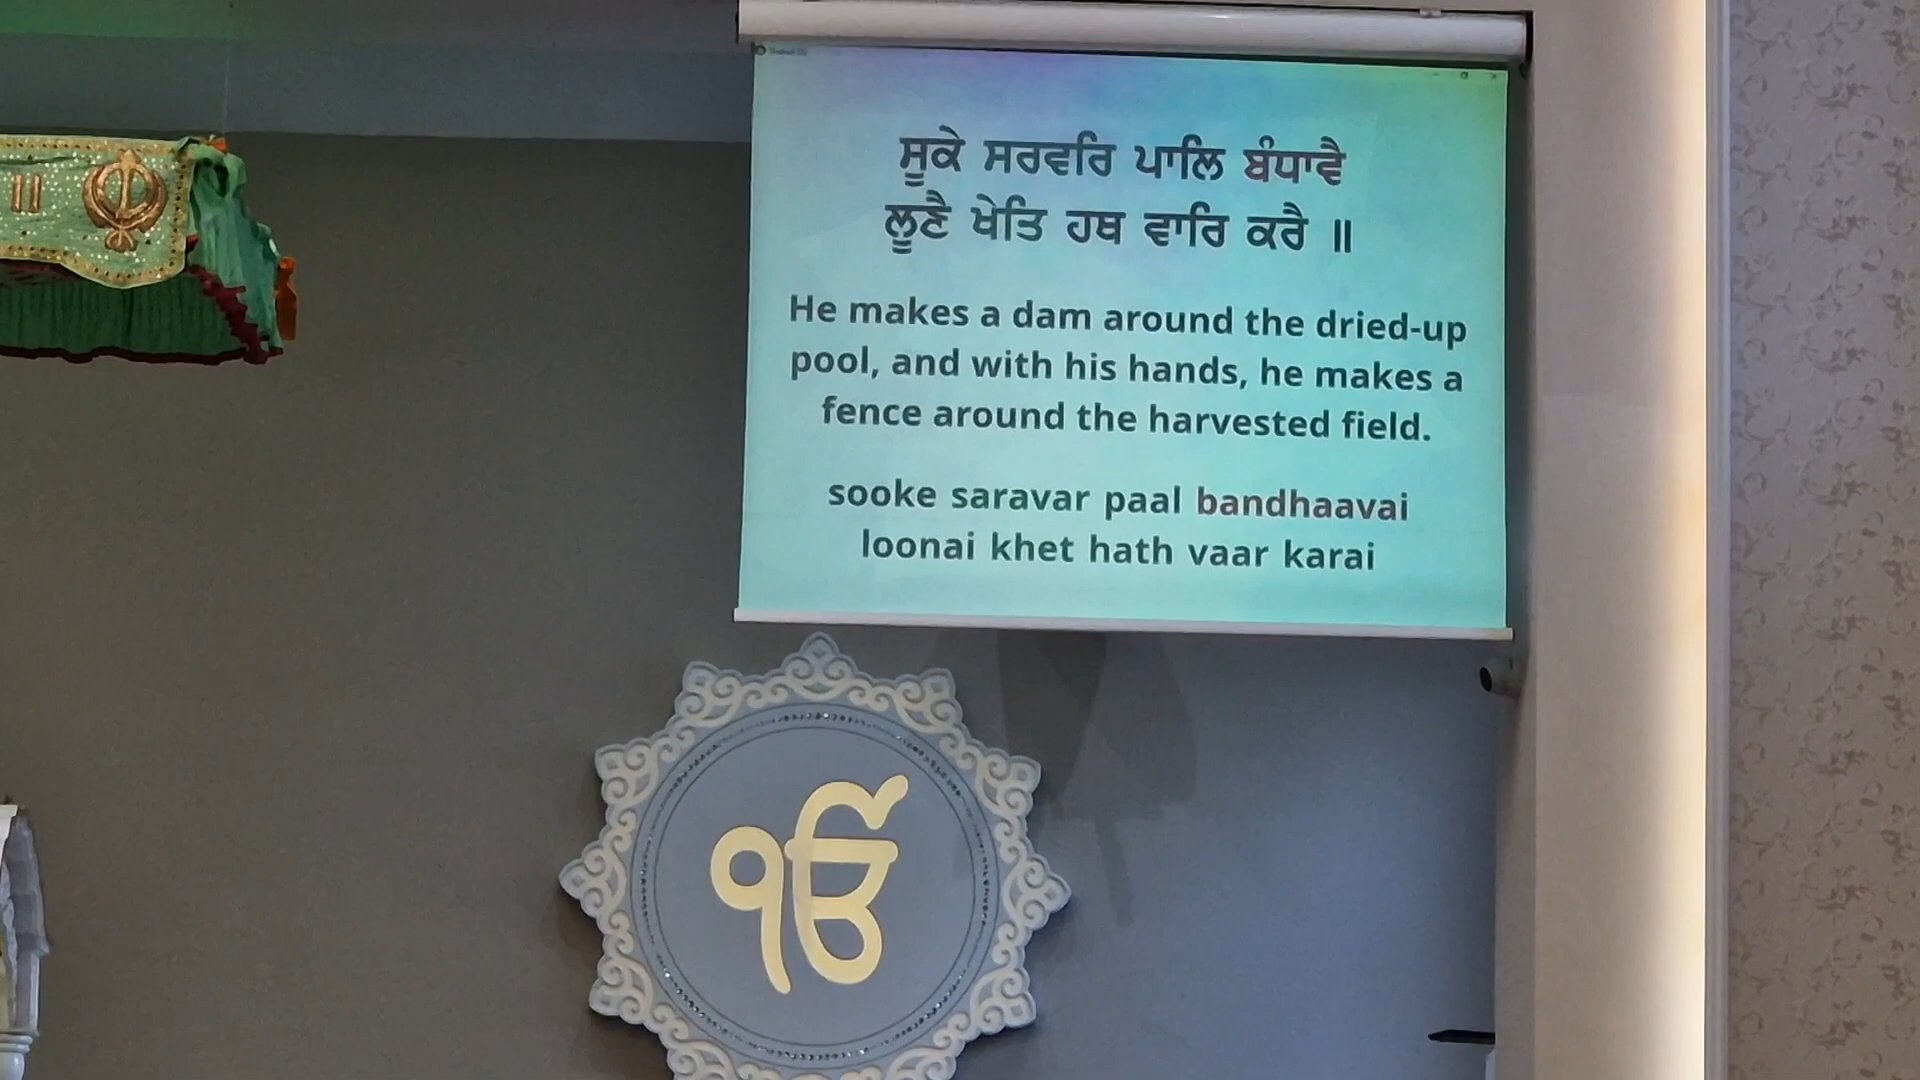 ॥
ਸੂਕੇ ਸਰਵਰਿ ਪਾਲਿ ਬੰਧਾਵੈ
ਲੂਣੈ ਖੇਤਿ ਹਥ ਵਾਰਿ ਕਰੈ ॥
He makes a dam around the dried-up
pool, and with his hands, he makes a
fence around the harvested field.
sooke saravar paal bandhaavai
loonai khet hath vaar karai
ੴ